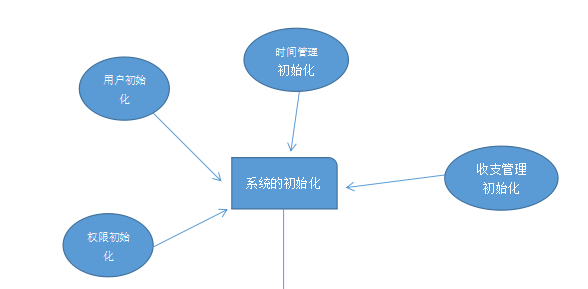 时间管理
初始化
用户初始
化
收支管理
初始化
系统的初始化
权限初始
化